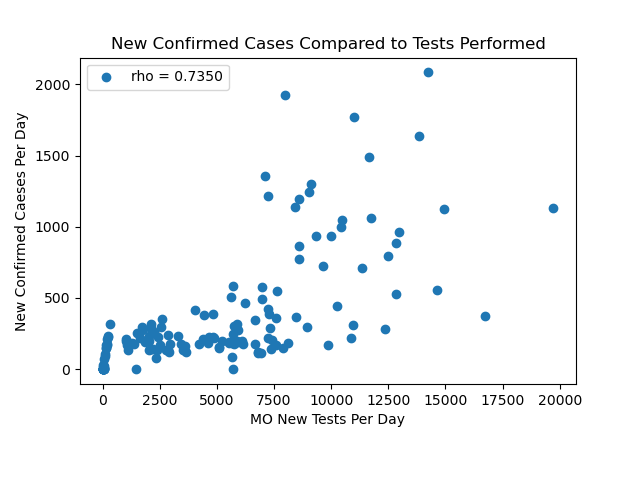 New Confirmed Cases Compared to Tests Performed
rho = 0.7350
New Confirmed Caeses Per Day
2000
1500
1000
500
0
0 2500 5000 7500 10000 12500 15000 17500 20000
MO New Tests Per Day